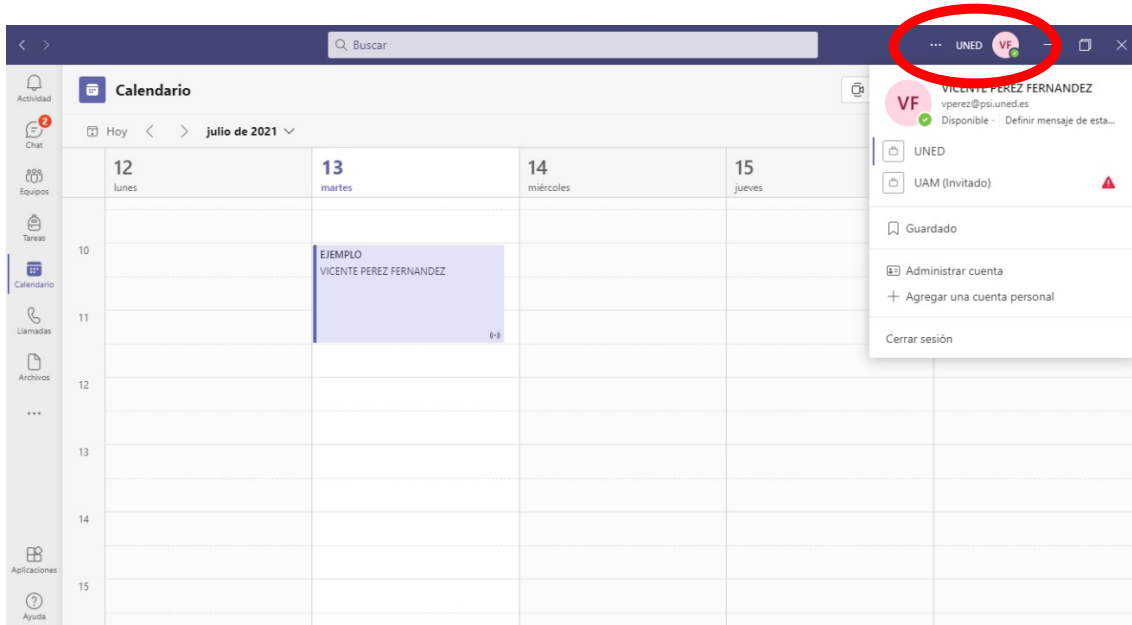 Buscar
UNED VF
Actividad
2
Chat
Equipos
Tareas
Calendario
Llamadas
Archivos
Aplicaciones
Ayuda
Calendario
Hoy
julio de 2021
12
lunes
13
martes
14
miércoles
15
jueves
10
11
12
13
14
15
EJEMPLO
VICENTE PEREZ FERNANDEZ
VF
VICENTE PEREZ FERNANDEZ
vperez@psi.uned.es
Disponible - Definir mensaje de esta...
UNED
UAM (Invitado)
Guardado
Administrar cuenta
Agregar una cuenta personal
Cerrar sesión